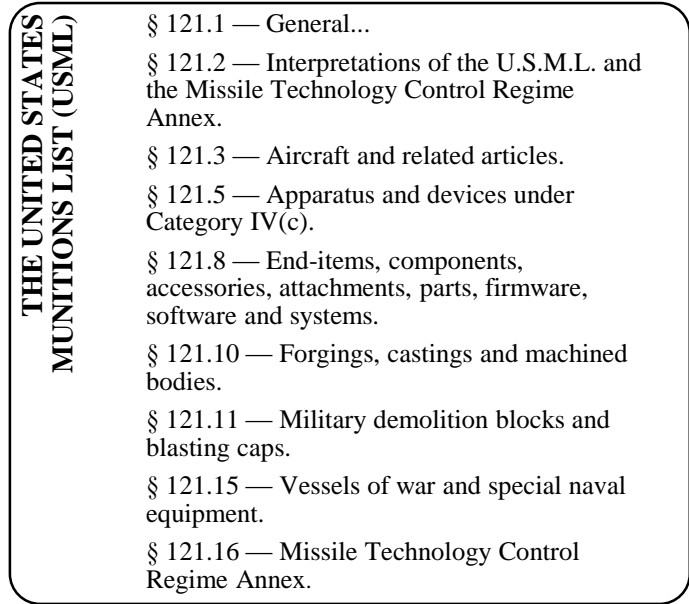 THE UNITED STATES
MUNITIONS LIST (USML)
§ 121.1 — General...
§ 121.2 — Interpretations of the U.S.M.L. and
the Missile Technology Control Regime
Annex.
§ 121.3 — Aircraft and related articles.
§ 121.5 — Apparatus and devices under
Category IV(c).
§ 121.8 — End-items, components,
accessories, attachments, parts, firmware,
software and systems.
§ 121.10 — Forgings, castings and machined
bodies.
§ 121.11 — Military demolition blocks and
blasting caps.
§ 121.15 — Vessels of war and special naval
equipment.
§ 121.16 — Missile Technology Control
Regime Annex.